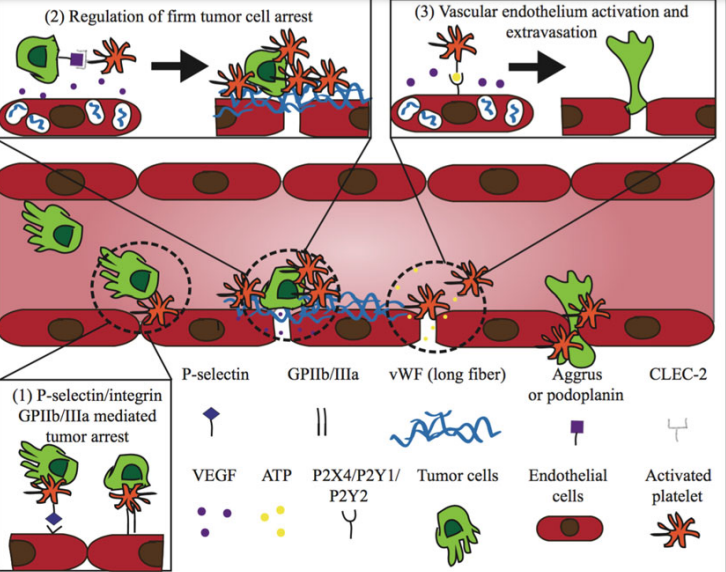 (2) Regulation of firm tumor cell arrest
(3) Vascular endothelium activation and
extravasation
(1) P-selectin/integrin
GPIIb/IIIa mediated
tumor arrest
P-selectin
GPIIb/IIIa
vWF (long fiber)
Aggrus
or podoplanin
CLEC-2
VEGF
ATP
P2X4/P2Y1/
P2Y2
Tumor cells
Endothelial
cells
Activated
platelet